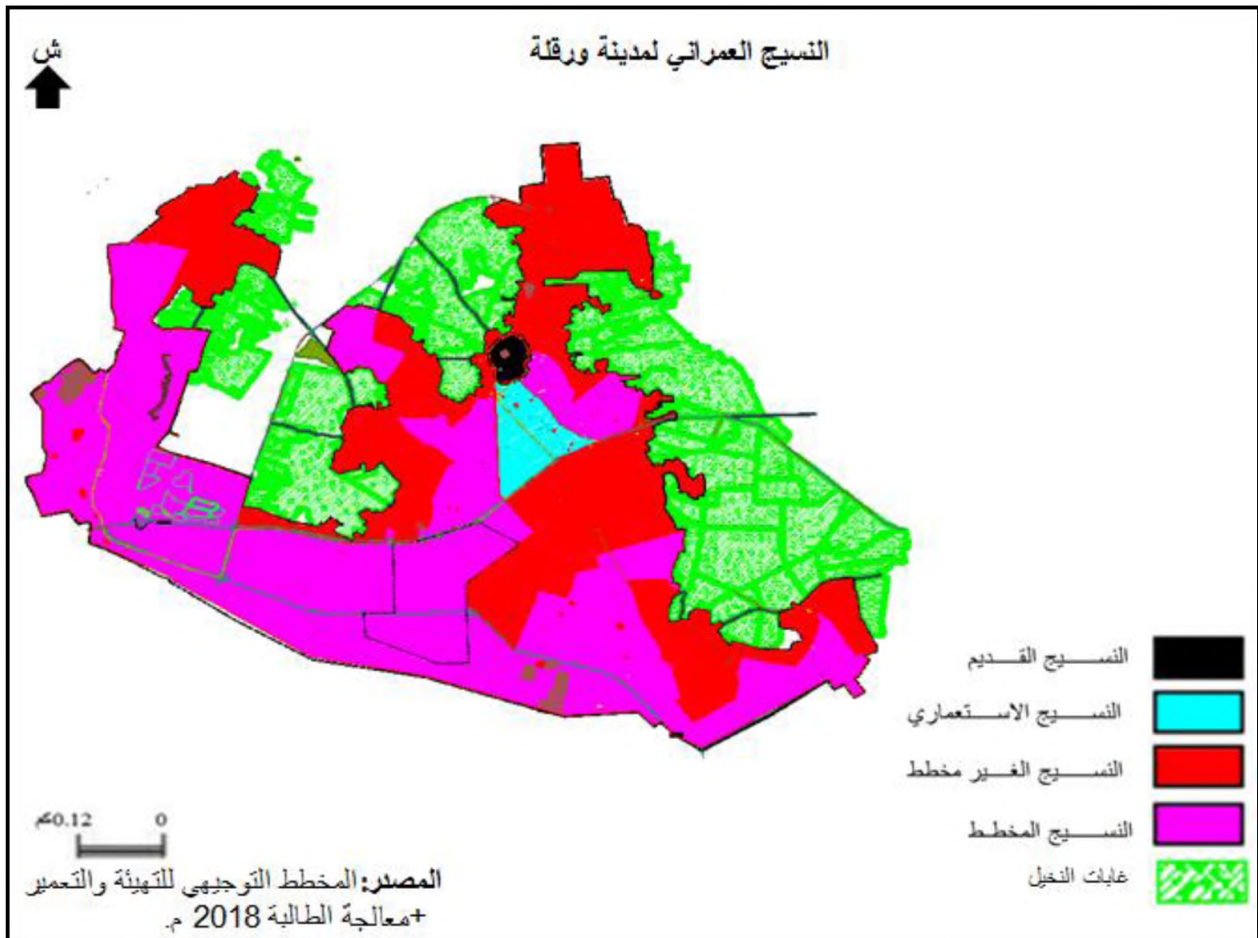 النسيج العمراني لمدينة ورقلة
ش
النسيج القديم
النسيج الاستعماري
النسيج الغير مخطط
النسيج المخطط
غابات النخيل
0.12كم 0
المصدر: المخطط التوجيهي للتهيئة والتعمير
+معالجة الطالبة 2018 م.